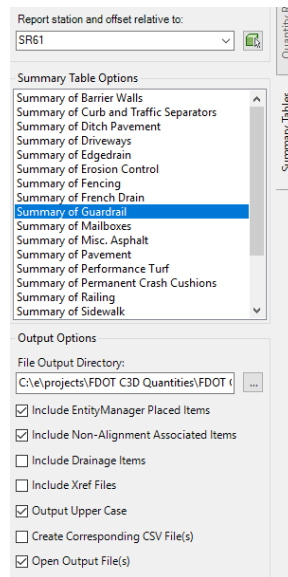 Report station and offset relative to:
SR61
Summary Table Options
Summary of Barrier Walls
Summary of Curb and Traffic Separators
Summary of Ditch Pavement
Summary of Driveways
Summary of Edgedrain
Summary of Erosion Control
Summary of Fencing
Summary of French Drain
Summary of Guardrail
Summary of Mailboxes
Summary of Misc. Asphalt
Summary of Pavement
Summary of Performance Turf
Summary of Permanent Crash Cushions
Summary of Railing
Summary of Sidewalk
Output Options
File Output Directory:
C:\e\projects\FDOT C3D Quantities\FDOT
...
Include EntityManager Placed Items
Include Non-Alignment Associated Items
Include Drainage Items
Include Xref Files
Output Upper Case
Create Corresponding CSV File(s)
Open Output File(s)
Quantity
Summary Tables